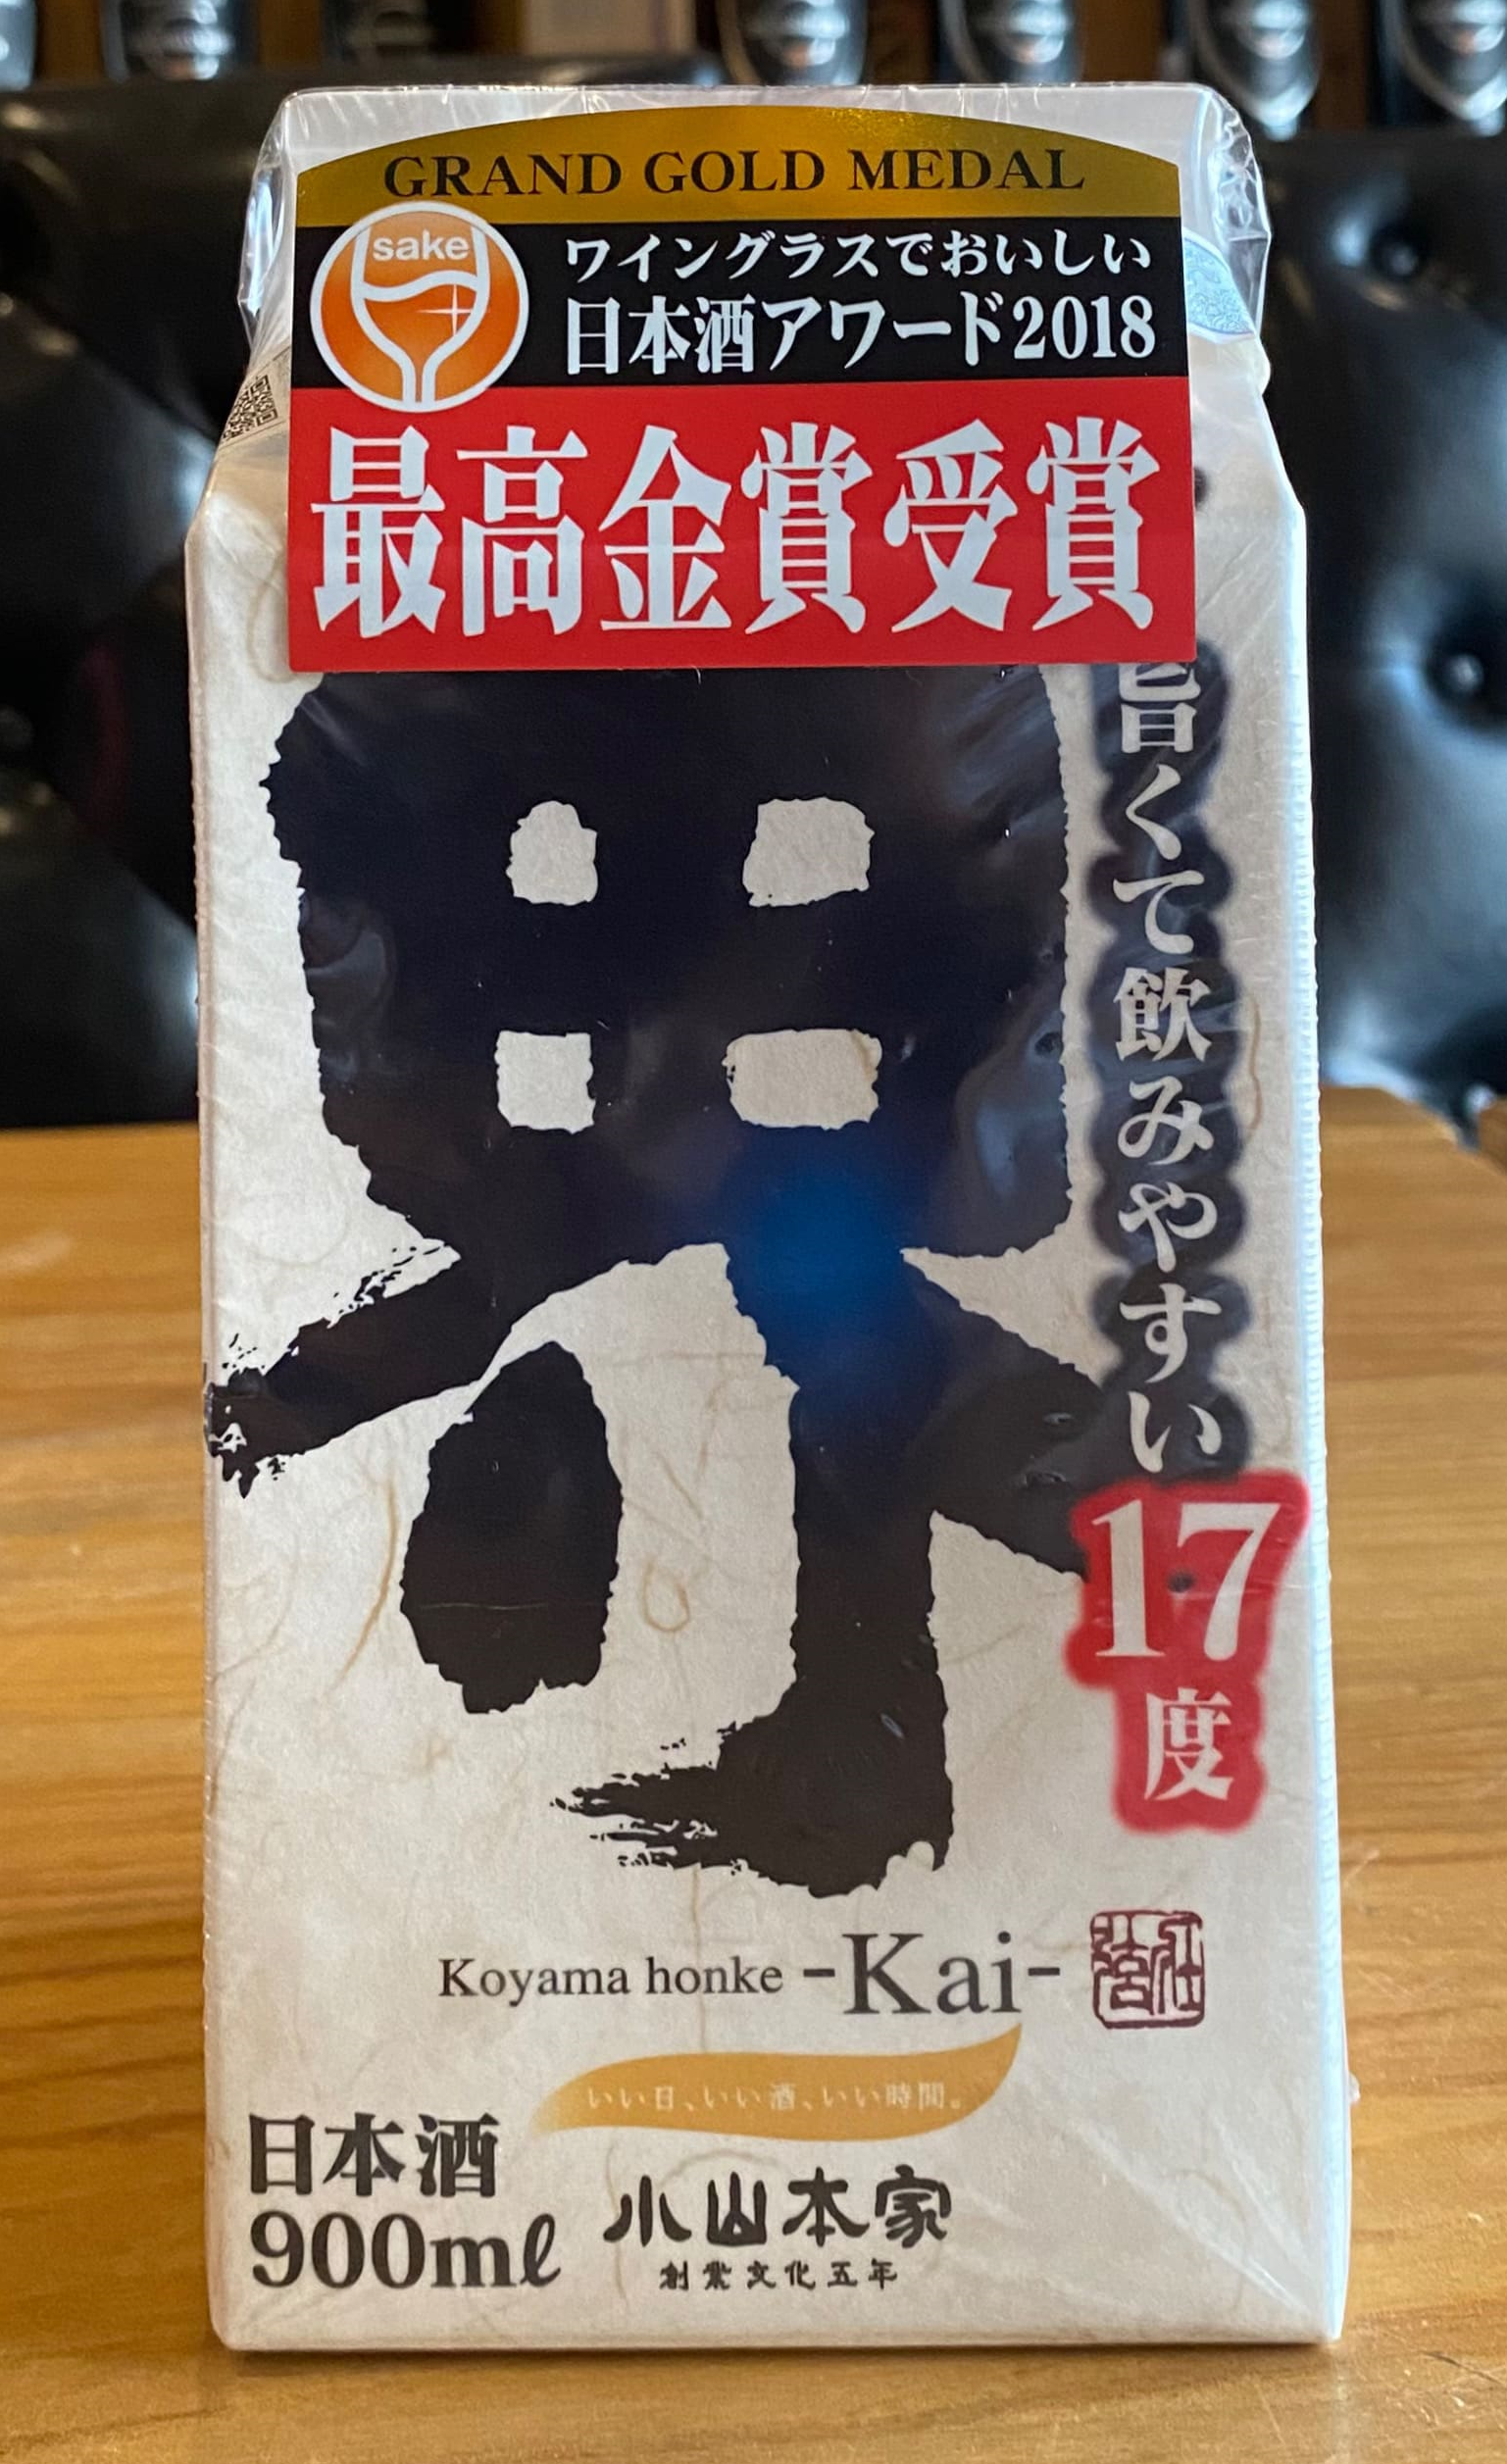 GRAND GOLD MEDAL
sake
ワイングラスでおいしい
日本酒アワード2018
最高金賞受賞
界
旨くて飲みやすい
17度
Koyama honke -Kai-
いい日、いい酒、いい時間。
日本酒
900mℓ
小山本家
創業文化五年